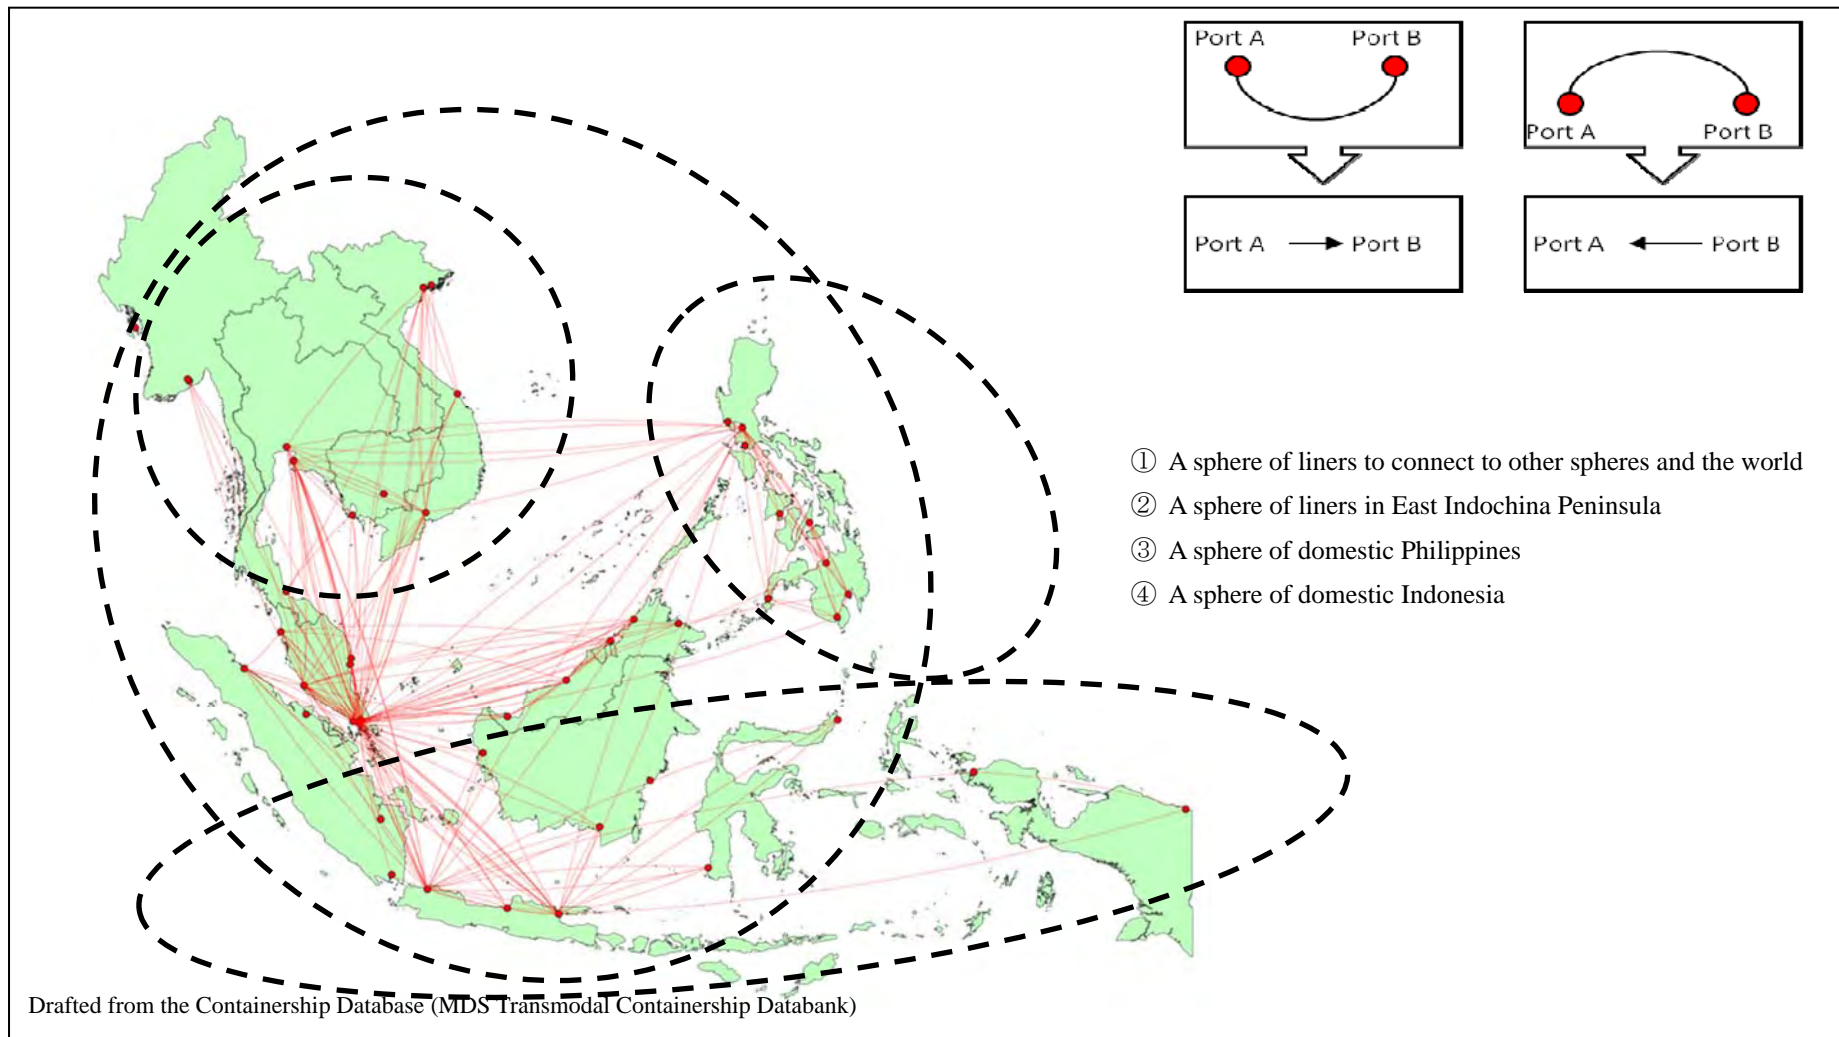 Port A Port B
Port A Port B
Port A Port B
Port A Port B
① A sphere of liners to connect to other spheres and the world
② A sphere of liners in East Indochina Peninsula
③ A sphere of domestic Philippines
④ A sphere of domestic Indonesia
Drafted from the Containership Database (MDS Transmodal Containership Databank)